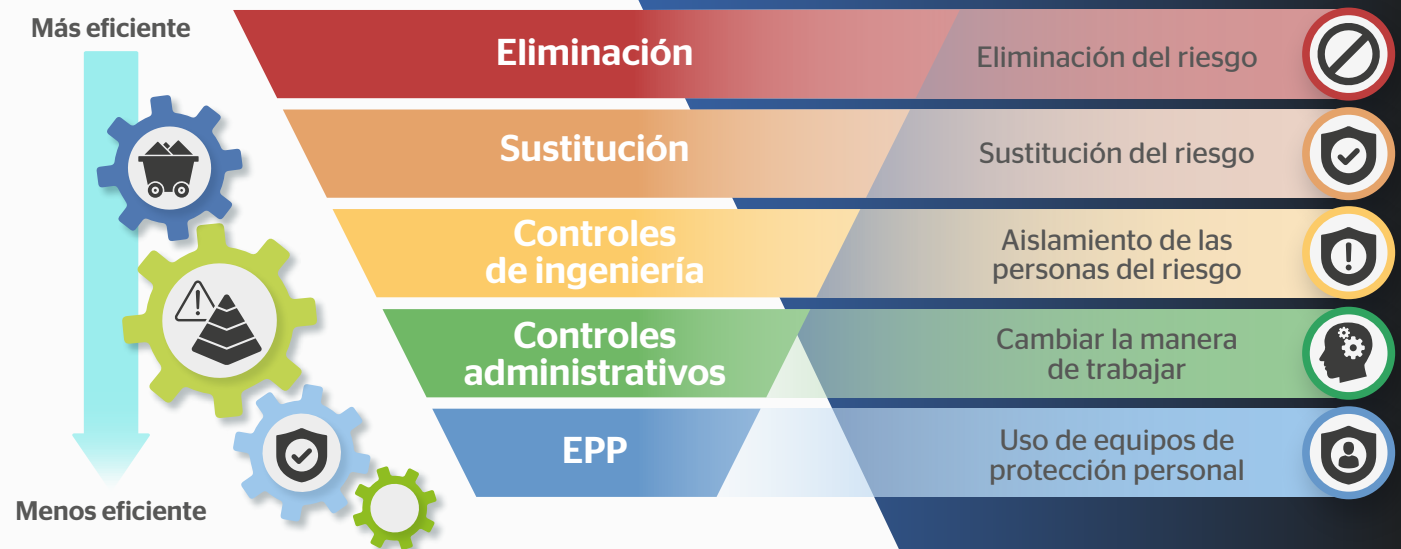 Más eficiente
Eliminación
Eliminación del riesgo
Sustitución
Sustitución del riesgo
Controles
de ingeniería
Aislamiento de las
personas del riesgo
Controles
administrativos
Cambiar la manera
de trabajar
EPP
Uso de equipos de
protección personal
Menos eficiente